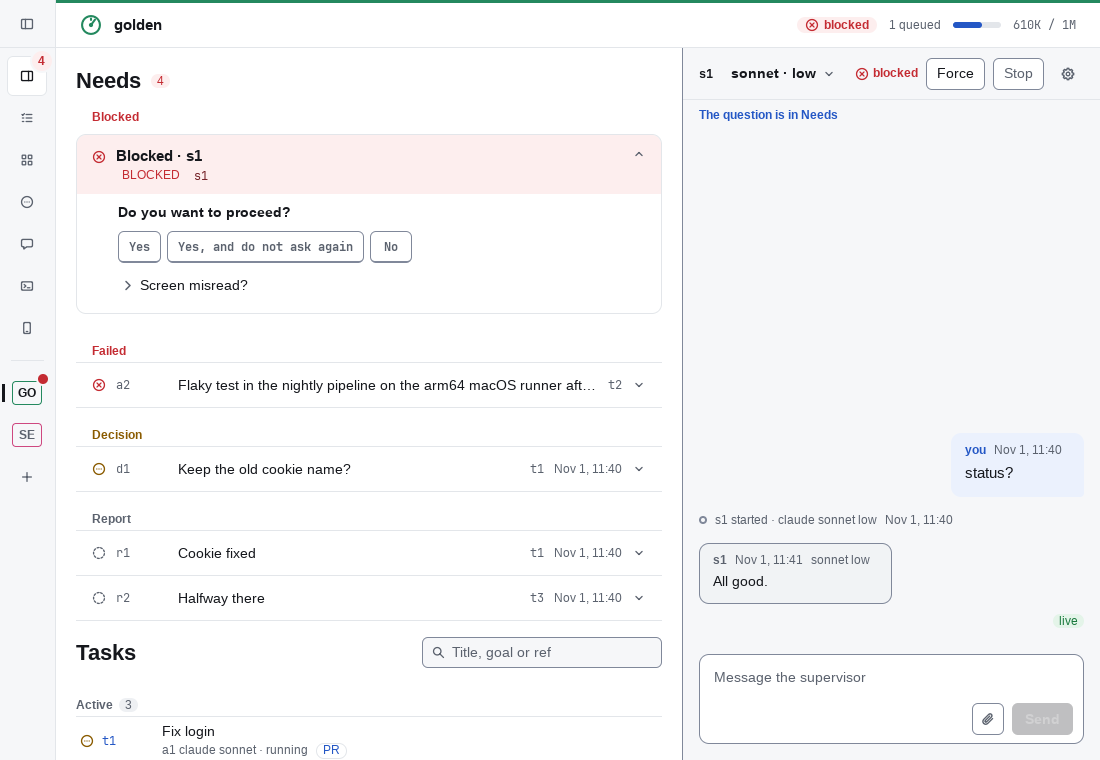 golden
blocked
1 queued
610K / 1M
4
GO
SE
Needs 4
Blocked
Blocked · s1
BLOCKED s1
Do you want to proceed?
Yes
Yes, and do not ask again
No
Screen misread?
Failed
a2 Flaky test in the nightly pipeline on the arm64 macOS runner aft… t2
Decision
d1 Keep the old cookie name? t1 Nov 1, 11:40
Report
r1 Cookie fixed t1 Nov 1, 11:40
r2 Halfway there t3 Nov 1, 11:40
Tasks
Title, goal or ref
Active 3
t1 Fix login
a1 claude sonnet · running PR
s1 sonnet · low
blocked
Force
Stop
The question is in Needs
you Nov 1, 11:40
status?
s1 started · claude sonnet low Nov 1, 11:40
s1 Nov 1, 11:41 sonnet low
All good.
live
Message the supervisor
Send